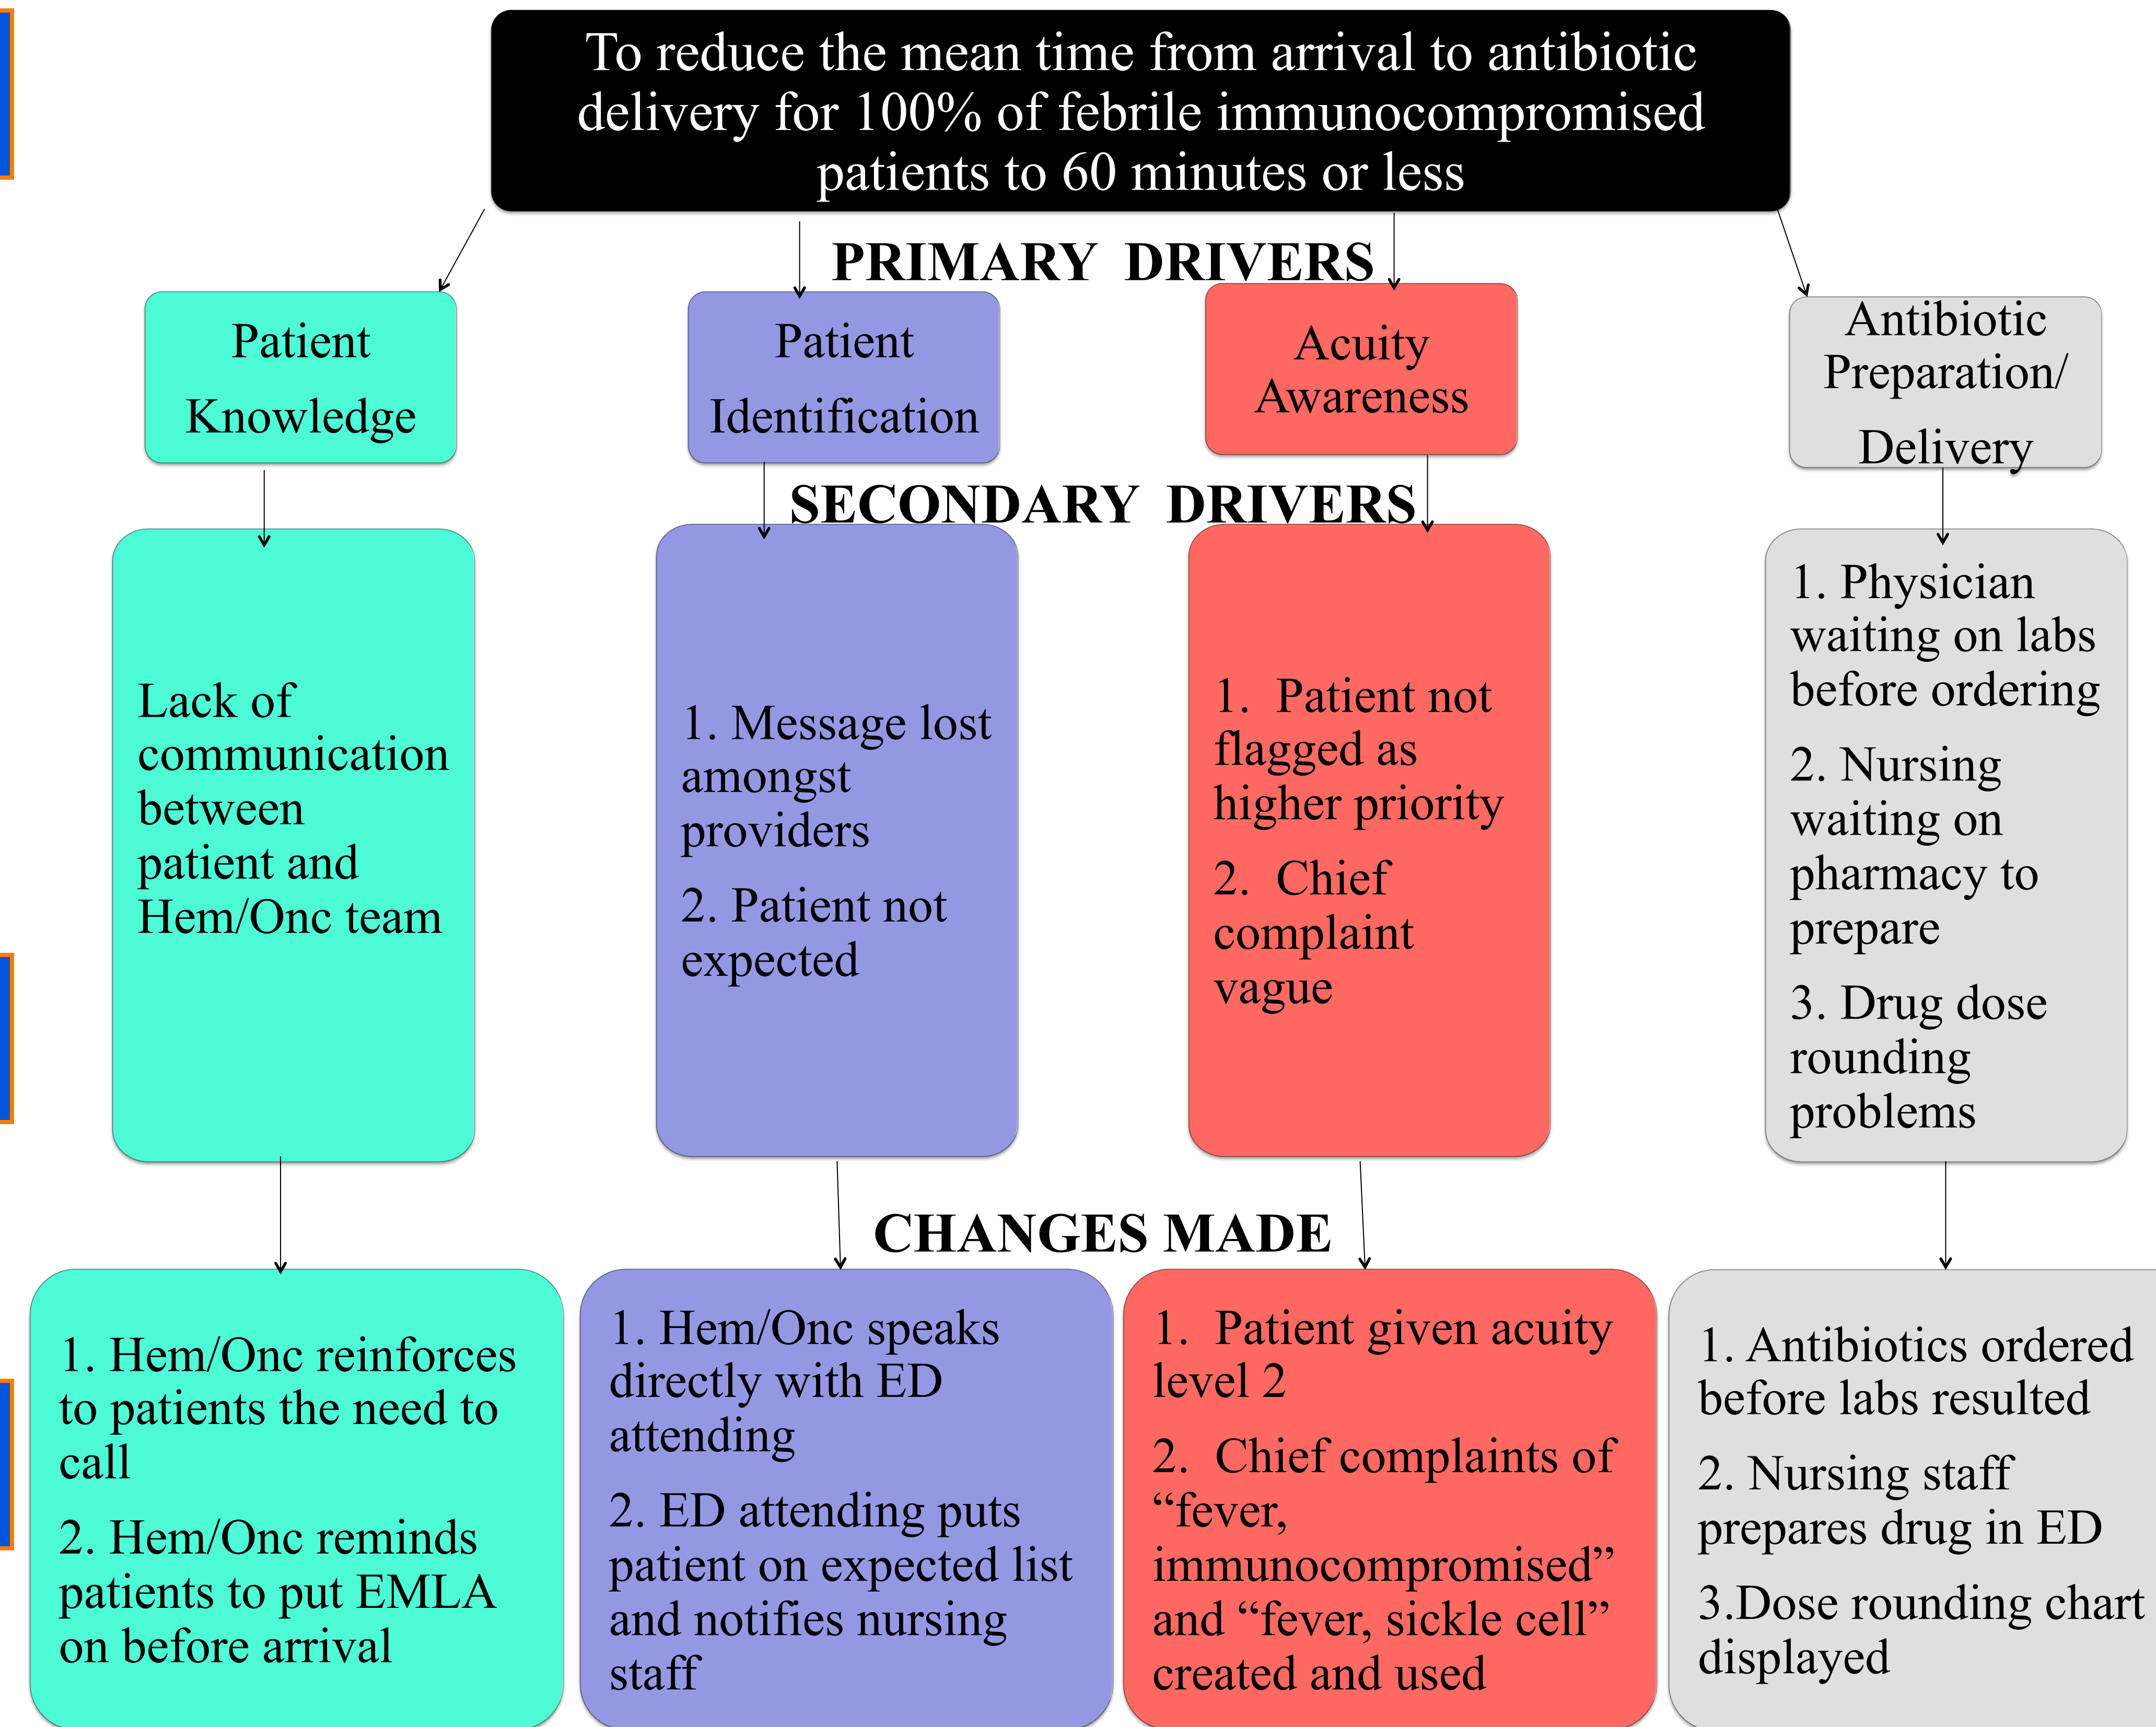 To reduce the mean time from arrival to antibiotic
delivery for 100% of febrile immunocompromised
patients to 60 minutes or less
PRIMARY DRIVERS
Patient
Knowledge
Patient
Identification
Acuity
Awareness
Antibiotic
Preparation/
Delivery
SECONDARY DRIVERS
Lack of
communication
between
patient and
Hem/Onc team
1. Message lost
amongst
providers
2. Patient not
expected
1. Patient not
flagged as
higher priority
2. Chief
complaint
vague
1. Physician
waiting on labs
before ordering
2. Nursing
waiting on
pharmacy to
prepare
3. Drug dose
rounding
problems
CHANGES MADE
1. Hem/Onc reinforces
to patients the need to
call
2. Hem/Onc reminds
patients to put EMLA
on before arrival
1. Hem/Onc speaks
directly with ED
attending
2. ED attending puts
patient on expected list
and notifies nursing
staff
1. Patient given acuity
level 2
2. Chief complaints of
“fever,
immunocompromised”
and “fever, sickle cell”
created and used
1. Antibiotics ordered
before labs resulted
2. Nursing staff
prepares drug in ED
3.Dose rounding chart
displayed